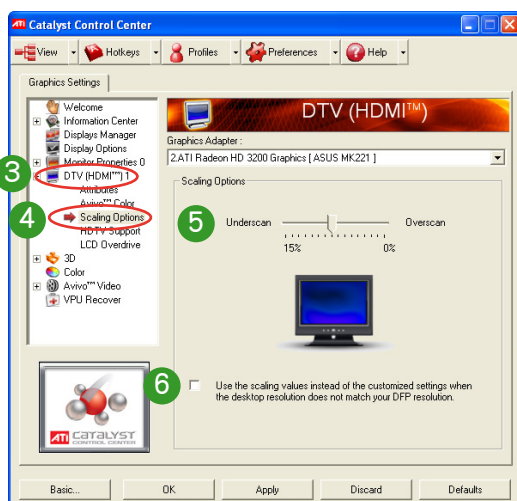 ATI Catalyst Control Center
View Hotkeys Profiles Preferences Help
Graphics Settings
Welcome
Information Center
Displays Manager
Display Options
Monitor Properties 0
3 DTV (HDMI™) 1
Attributes
Avivo™ Color
4 Scaling Options
HDTV Support
LCD Overdrive
3D
Color
Avivo™ Video
VPU Recover
ATI CATALYST
CONTROL CENTER
DTV (HDMI™)
Graphics Adapter :
2.ATI Radeon HD 3200 Graphics [ ASUS MK221 ]
Scaling Options
5 Underscan Overscan
15% 0%
6 Use the scaling values instead of the customized settings when
the desktop resolution does not match your DFP resolution.
Basic... OK Apply Discard Defaults